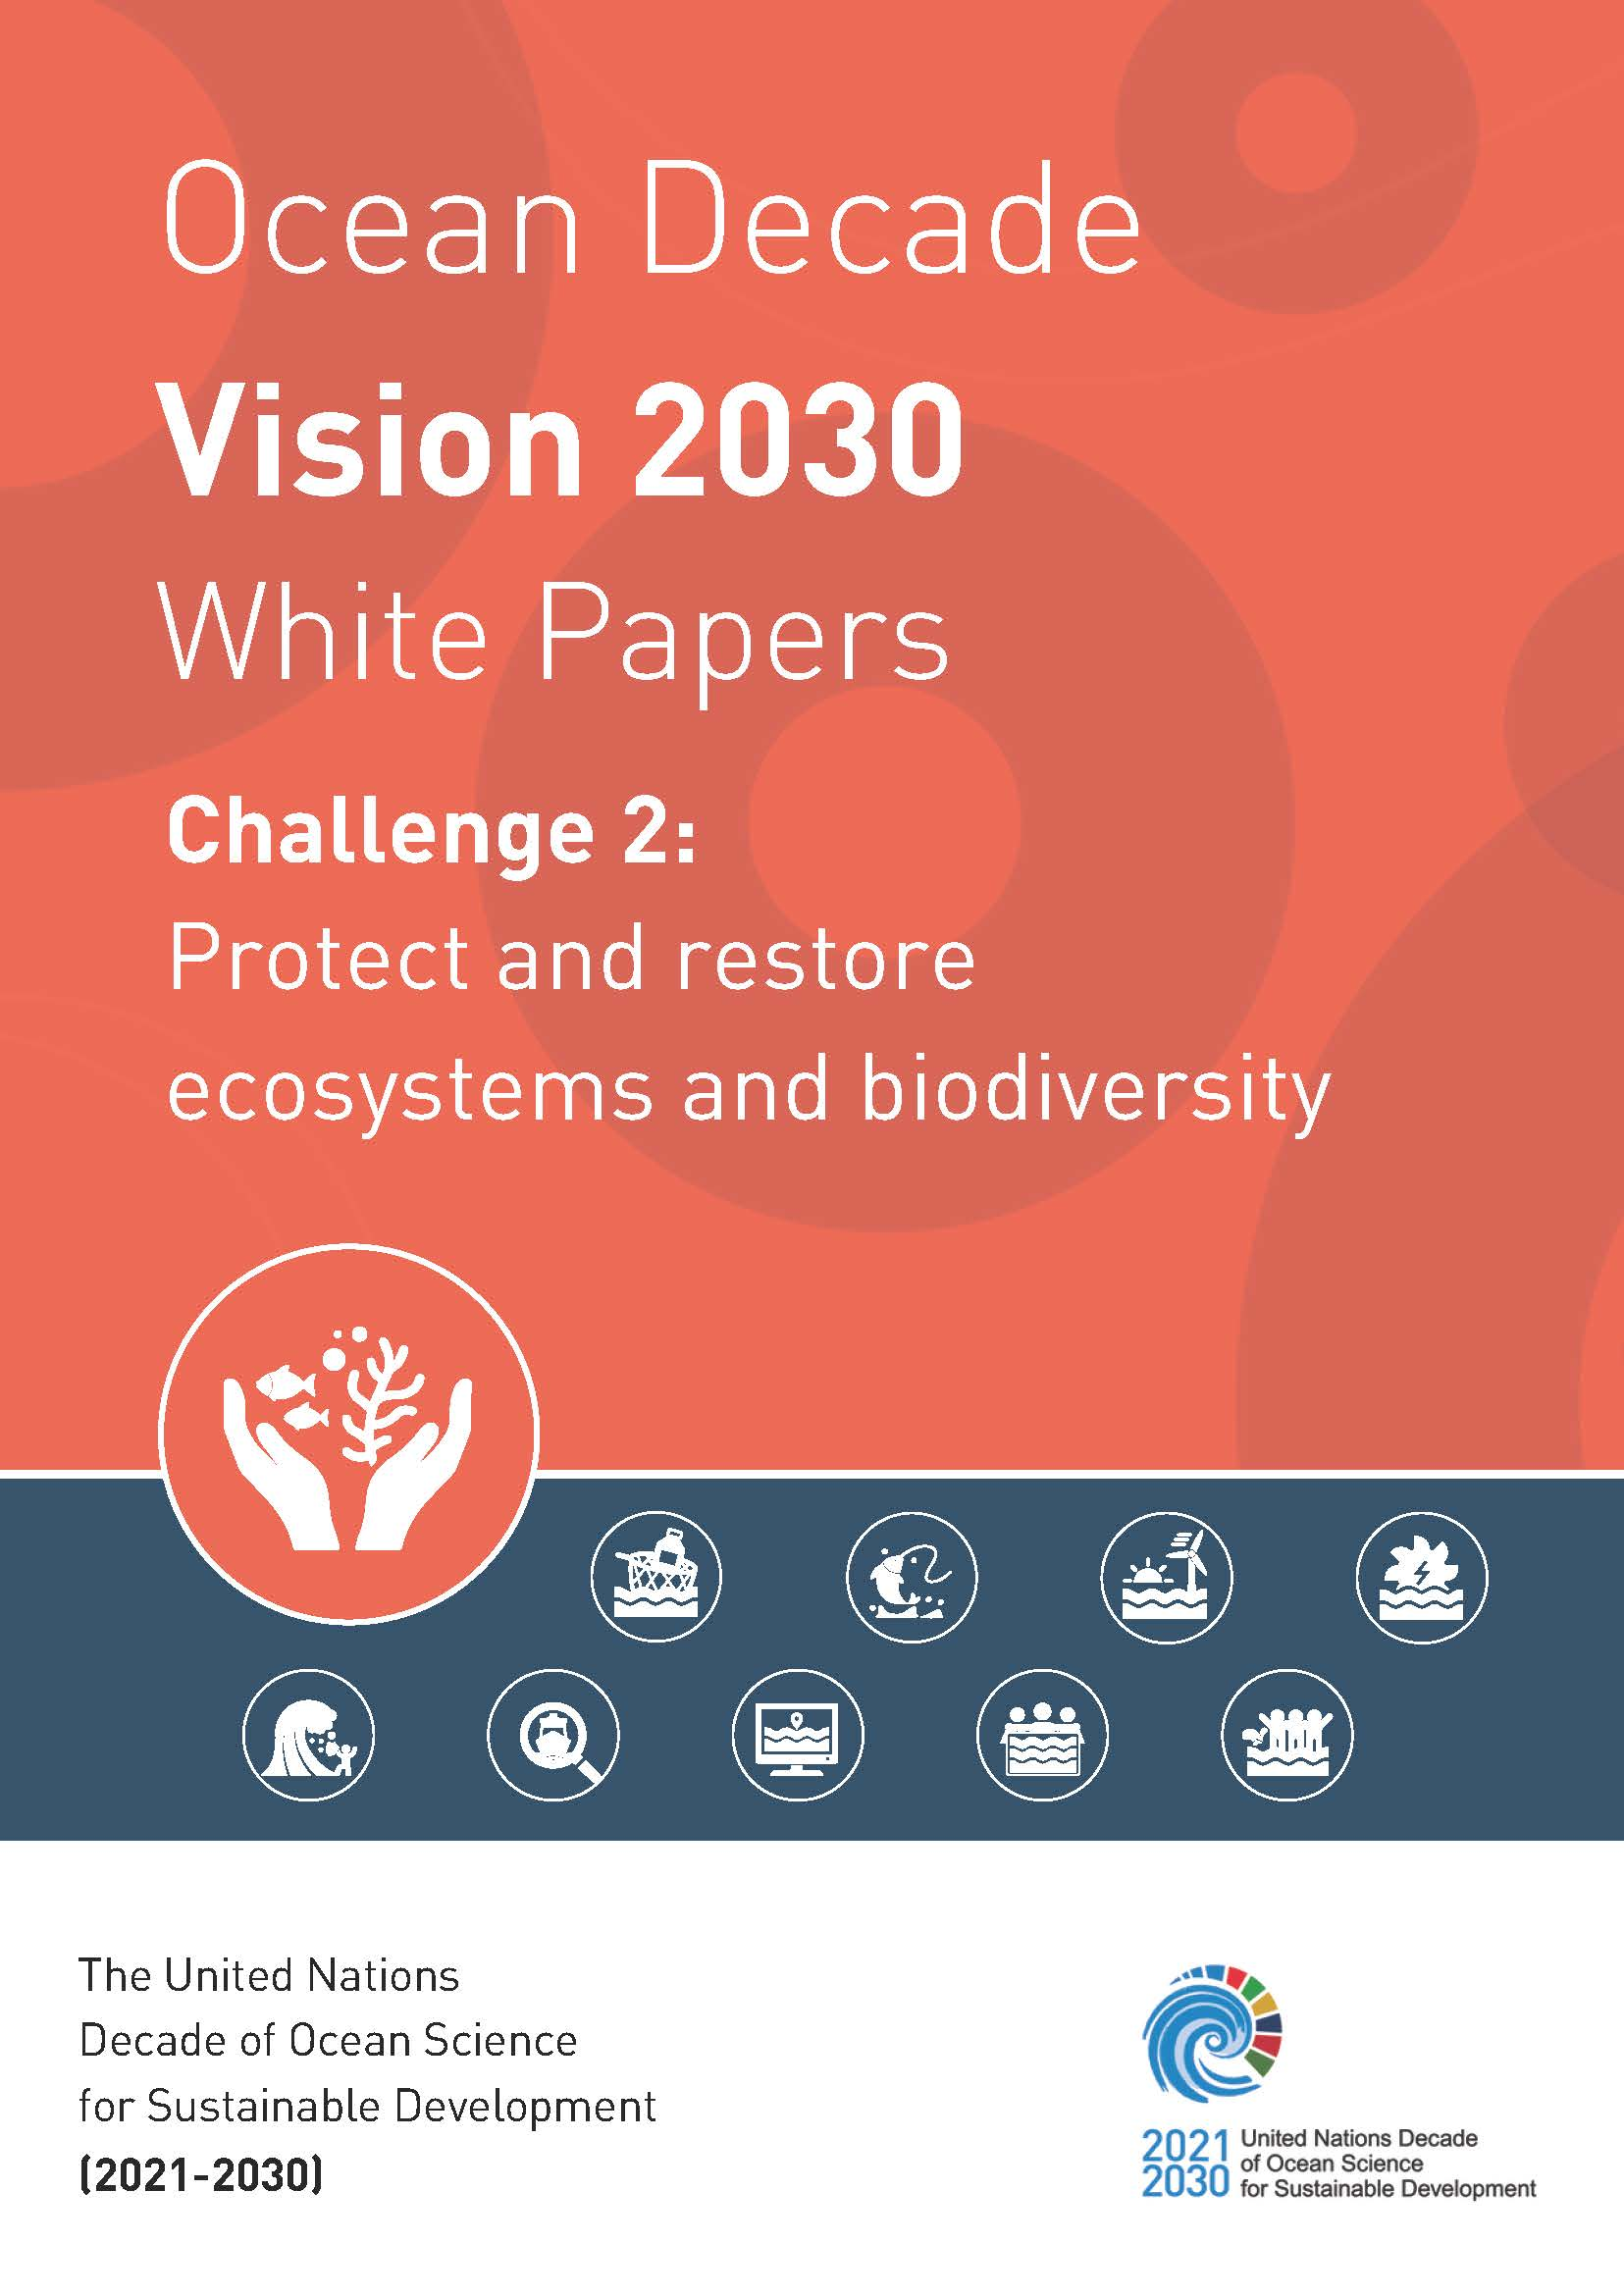 Ocean Decade
Vision 2030
White Papers
Challenge 2:
Protect and restore
ecosystems and biodiversity
The United Nations
Decade of Ocean Science
for Sustainable Development
(2021-2030)
2021
2030
United Nations Decade
of Ocean Science
for Sustainable Development